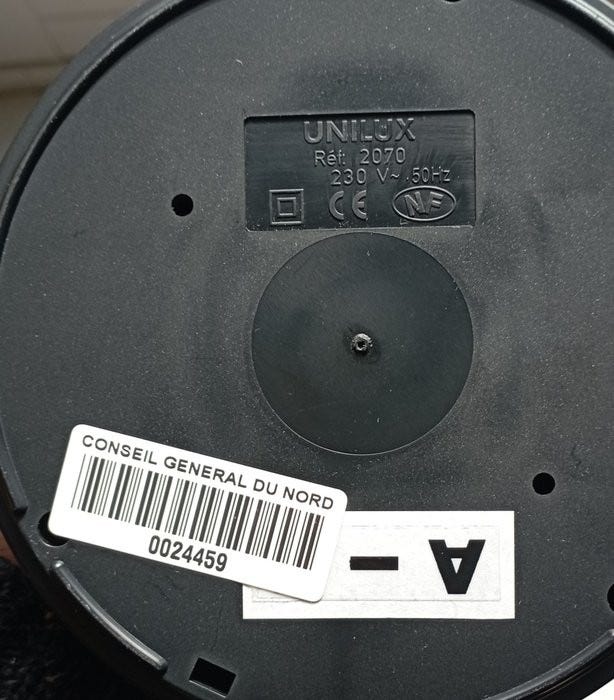 UNILUX
Réf: 2070
230 V~ 50Hz
CE NF
CONSEIL GENERAL DU NORD
0024459
A -